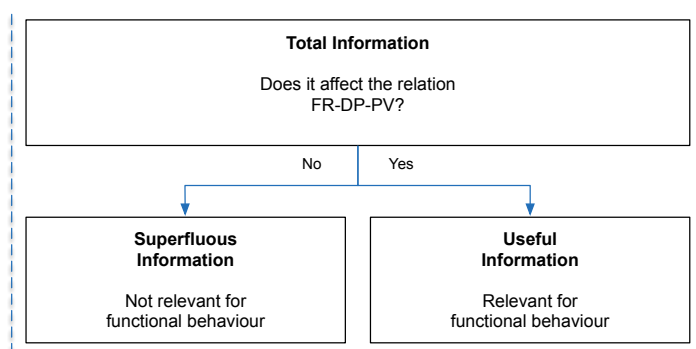 Total Information
Does it affect the relation
FR-DP-PV?
No
Yes
Superfluous
Information
Not relevant for
functional behaviour
Useful
Information
Relevant for
functional behaviour